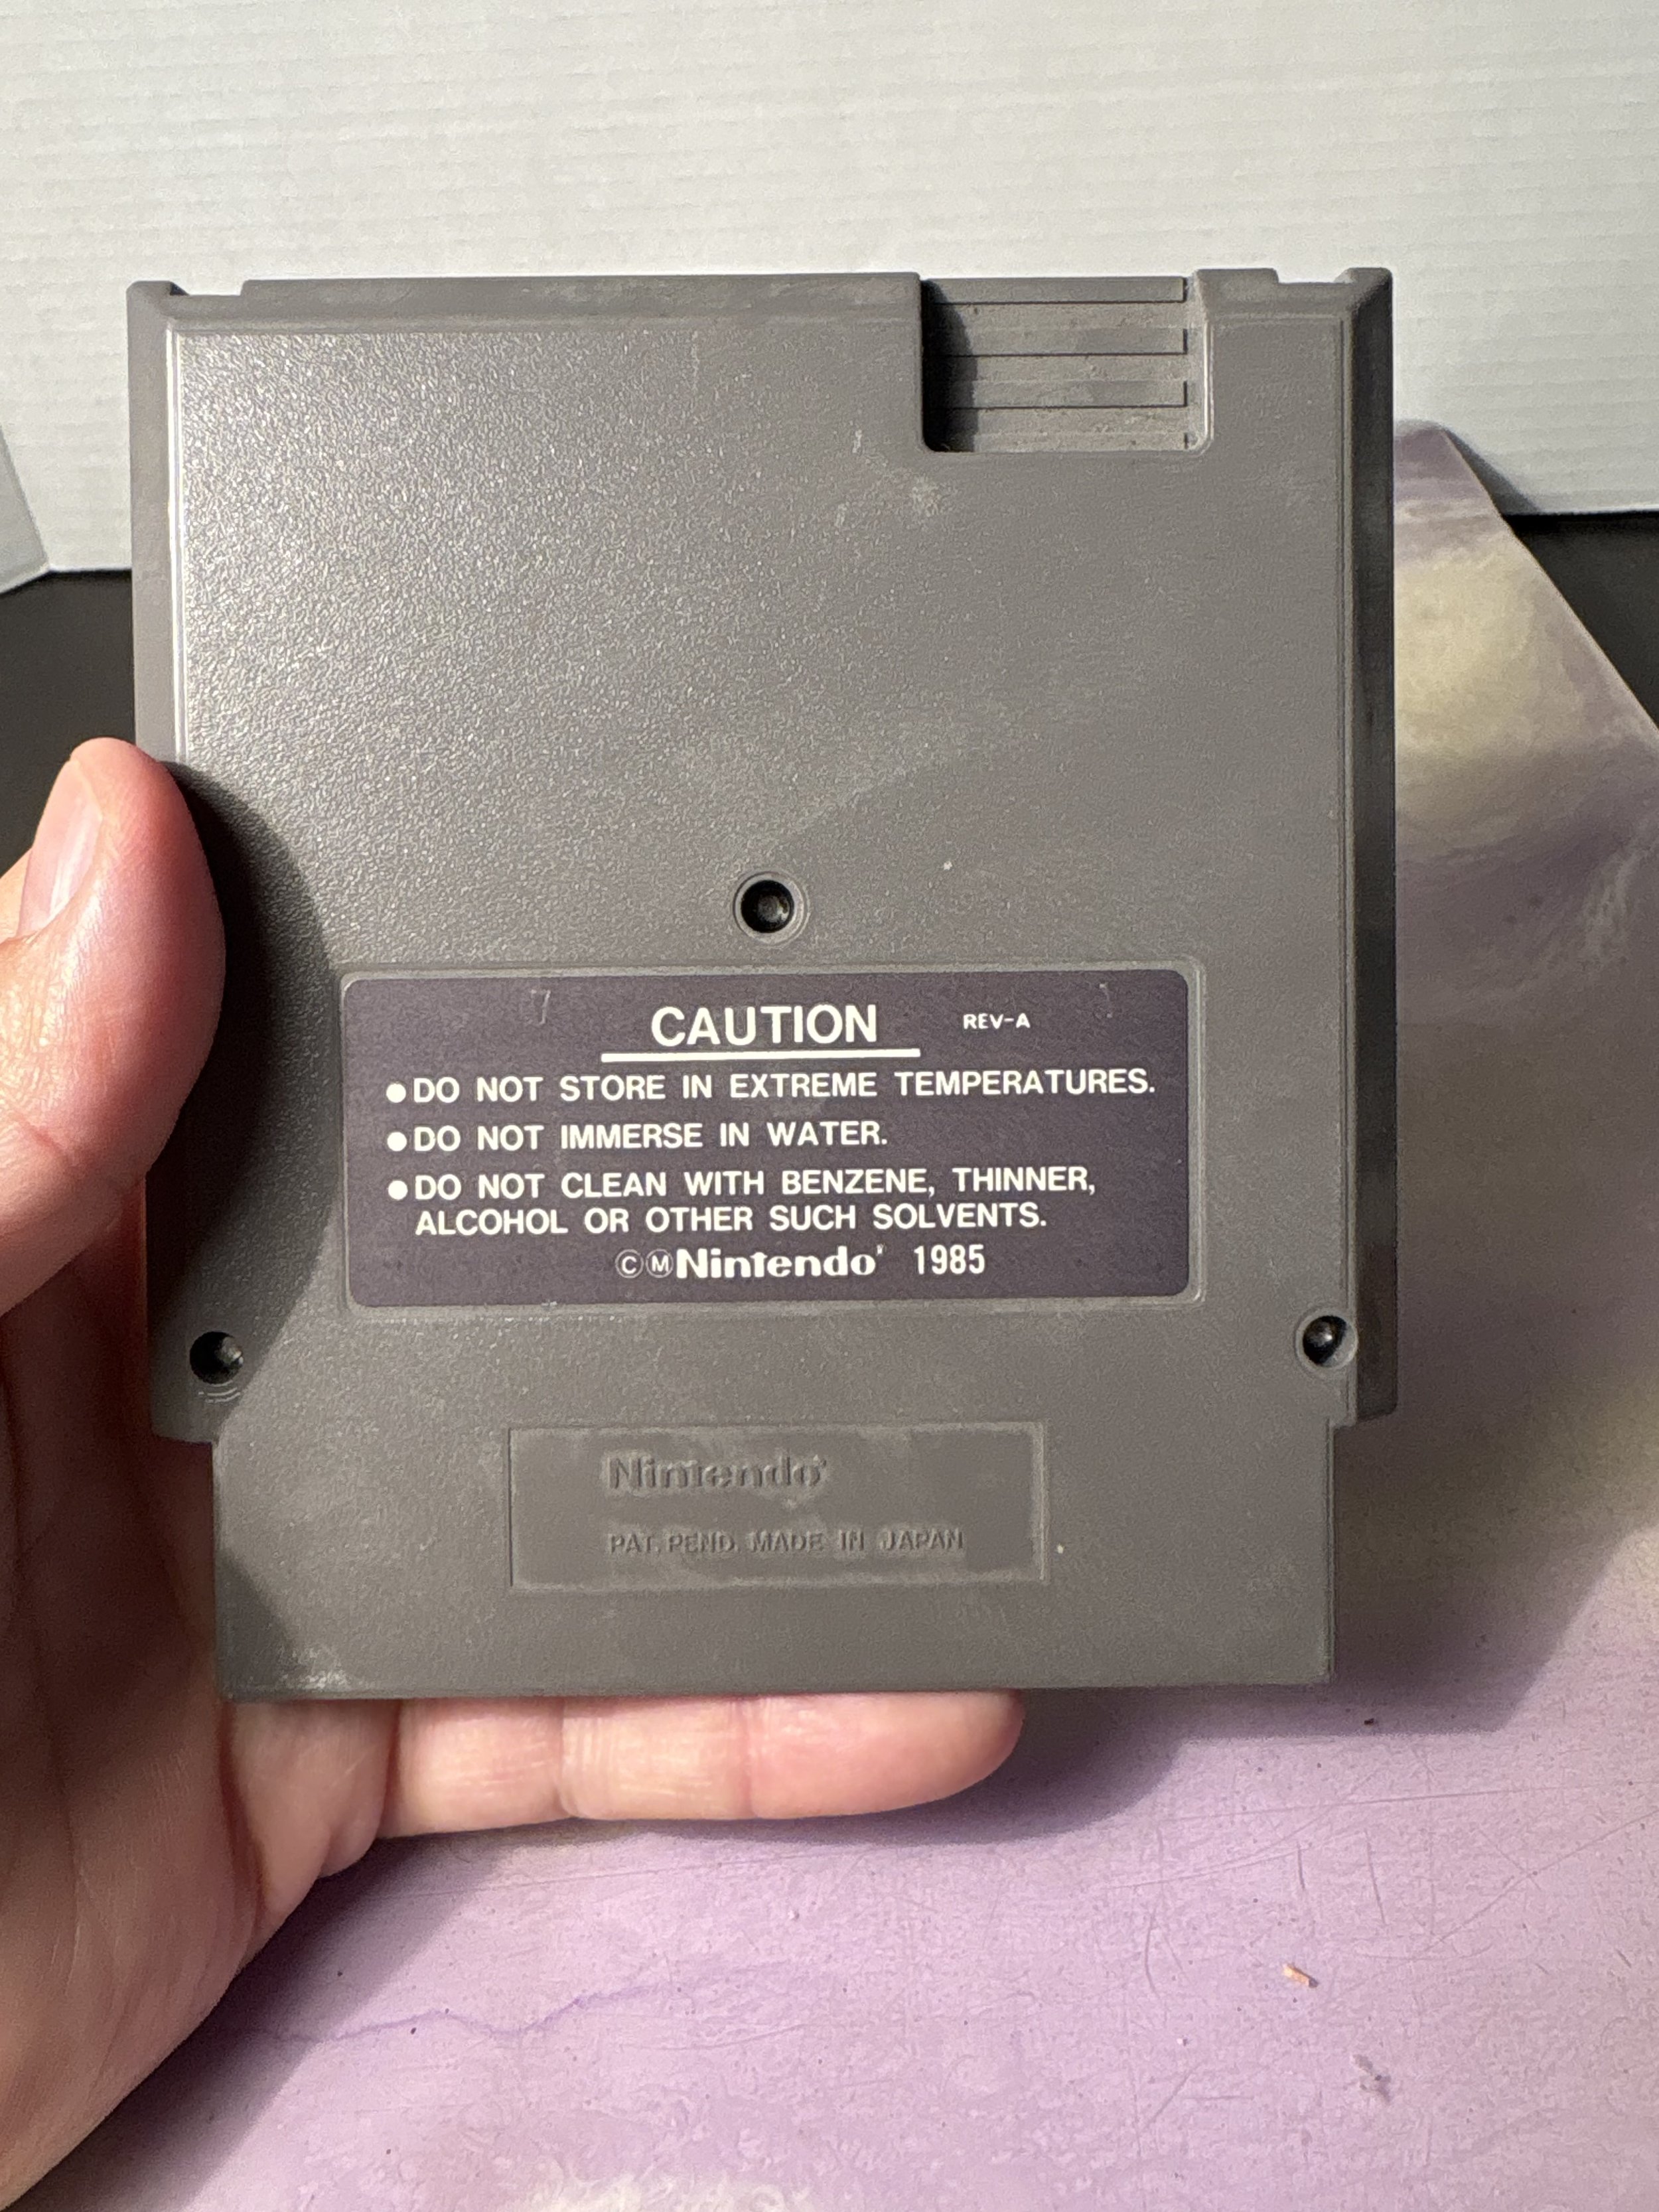 CAUTION REV-A
●DO NOT STORE IN EXTREME TEMPERATURES.
●DO NOT IMMERSE IN WATER.
●DO NOT CLEAN WITH BENZENE, THINNER,
ALCOHOL OR OTHER SUCH SOLVENTS.
ⒸⓂNintendo® 1985
Nintendo®
PAT. PEND. MADE IN JAPAN